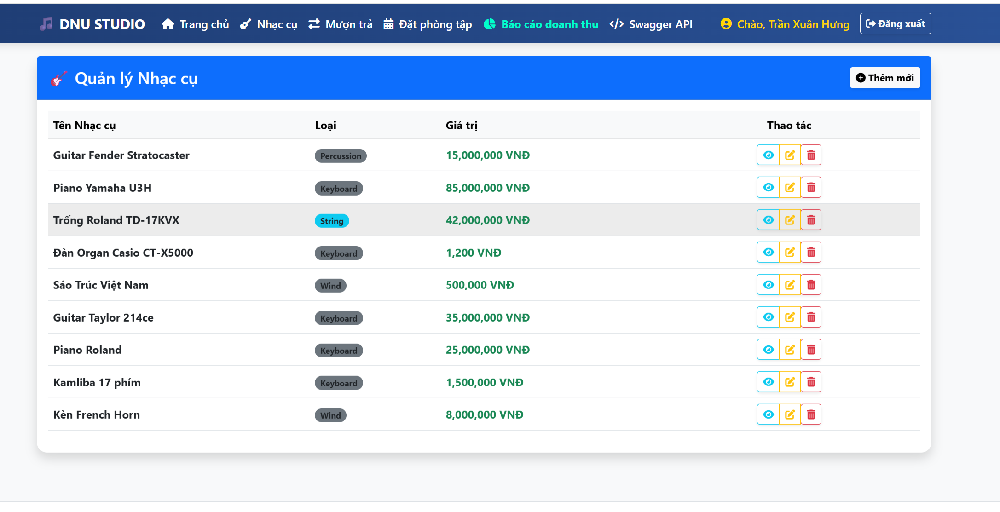 DNU STUDIO Trang chủ Nhạc cụ Mượn trả Đặt phòng tập Báo cáo doanh thu Swagger API Chào, Trần Xuân Hưng Đăng xuất
Quản lý Nhạc cụ Thêm mới
Tên Nhạc cụ Loại Giá trị Thao tác
Guitar Fender Stratocaster Percussion 15,000,000 VNĐ
Piano Yamaha U3H Keyboard 85,000,000 VNĐ
Trống Roland TD-17KVX String 42,000,000 VNĐ
Đàn Organ Casio CT-X5000 Keyboard 1,200 VNĐ
Sáo Trúc Việt Nam Wind 500,000 VNĐ
Guitar Taylor 214ce Keyboard 35,000,000 VNĐ
Piano Roland Keyboard 25,000,000 VNĐ
Kamliba 17 phím Keyboard 1,500,000 VNĐ
Kèn French Horn Wind 8,000,000 VNĐ